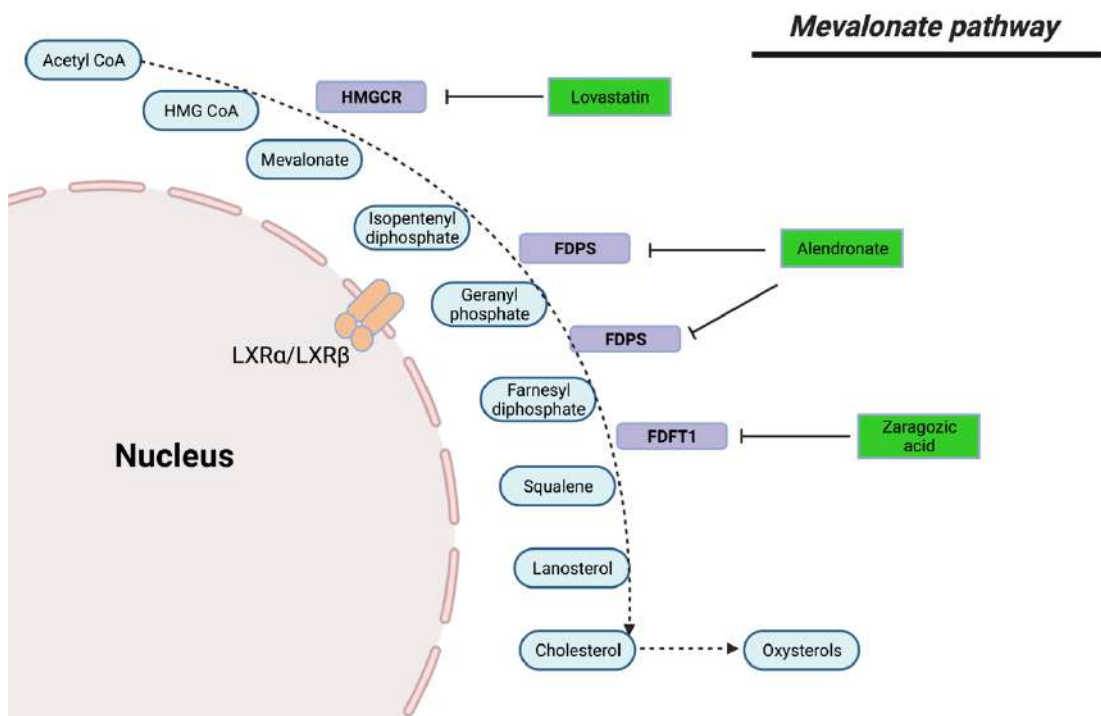 Mevalonate pathway
Acetyl CoA
HMG CoA
HMGCR
Lovastatin
Mevalonate
Isopentenyl
diphosphate
FDPS
Alendronate
Geranyl
phosphate
FDPS
LXRα/LXRβ
Farnesyl
diphosphate
FDFT1
Zaragozic
acid
Nucleus
Squalene
Lanosterol
Cholesterol
Oxysterols